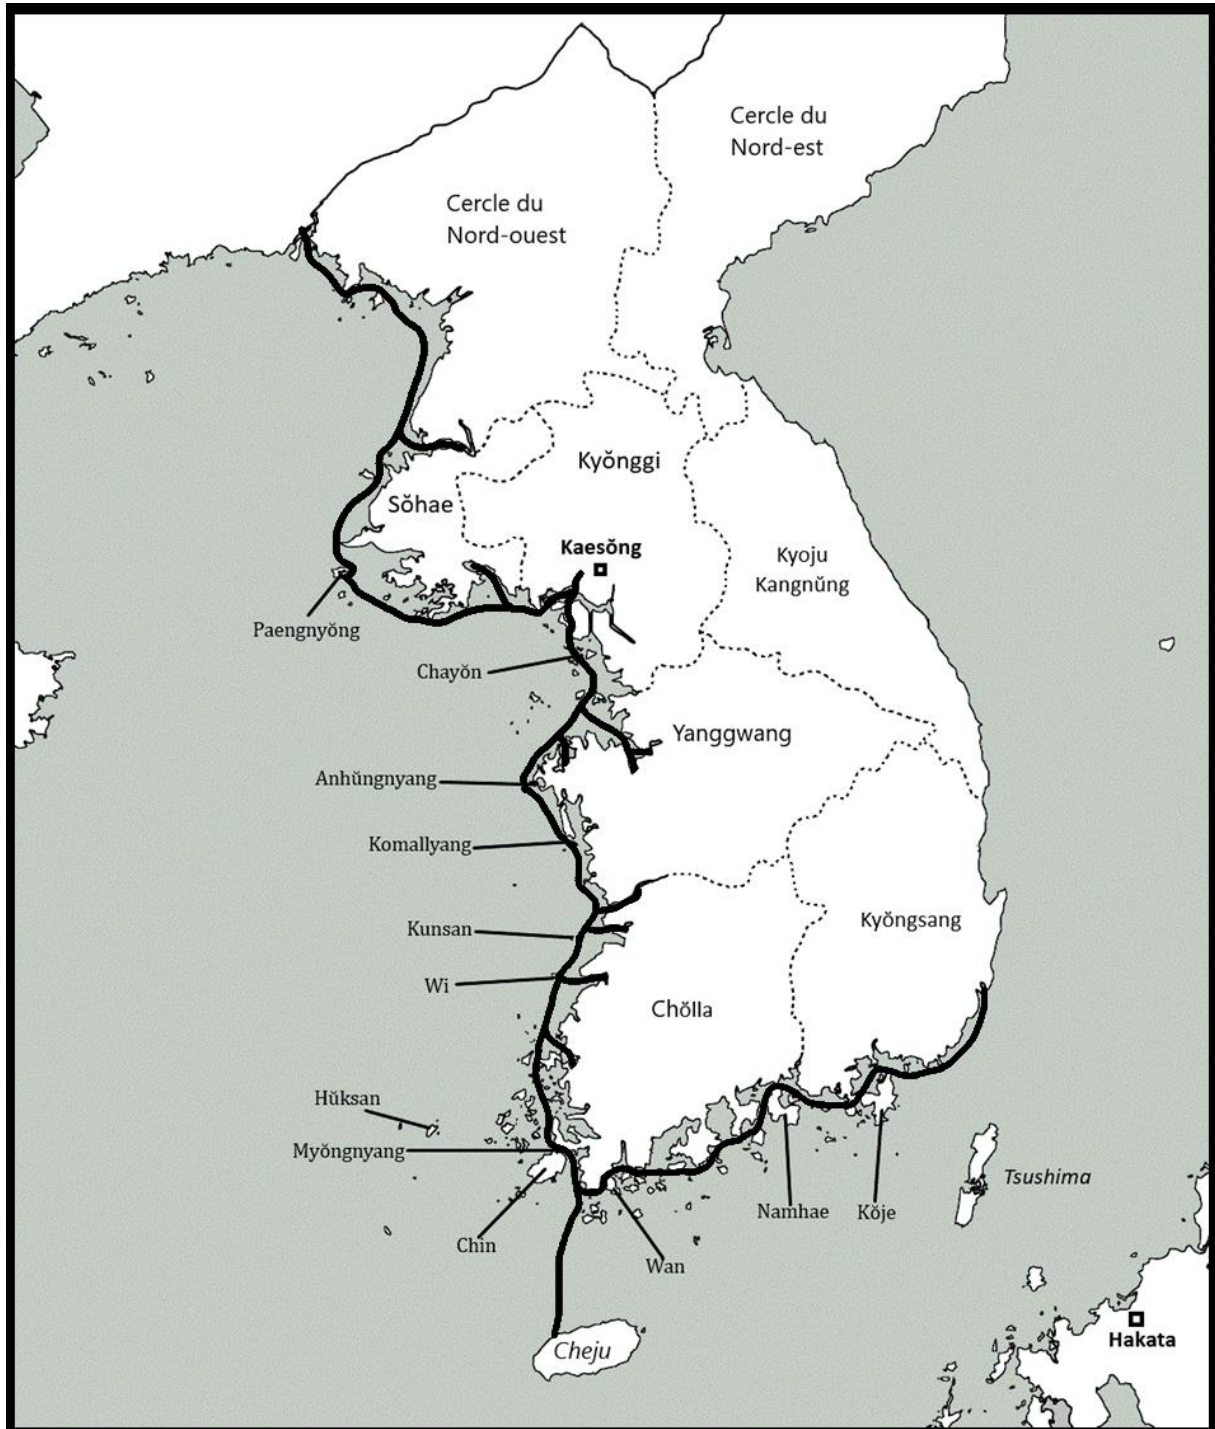 Cercle du
Nord-est
Cercle du
Nord-ouest
Kyŏnggi
Sŏhae
Kaesŏng
Kyoju
Kangnŭng
Paengnyŏng
Chayŏn
Yanggwang
Anhŭngnyang
Komallyang
Kyŏngsang
Kunsan
Wi
Chŏlla
Hŭksan
Myŏngnyang
Tsushima
Namhae
Kŏje
Chin
Wan
Hakata
Cheju